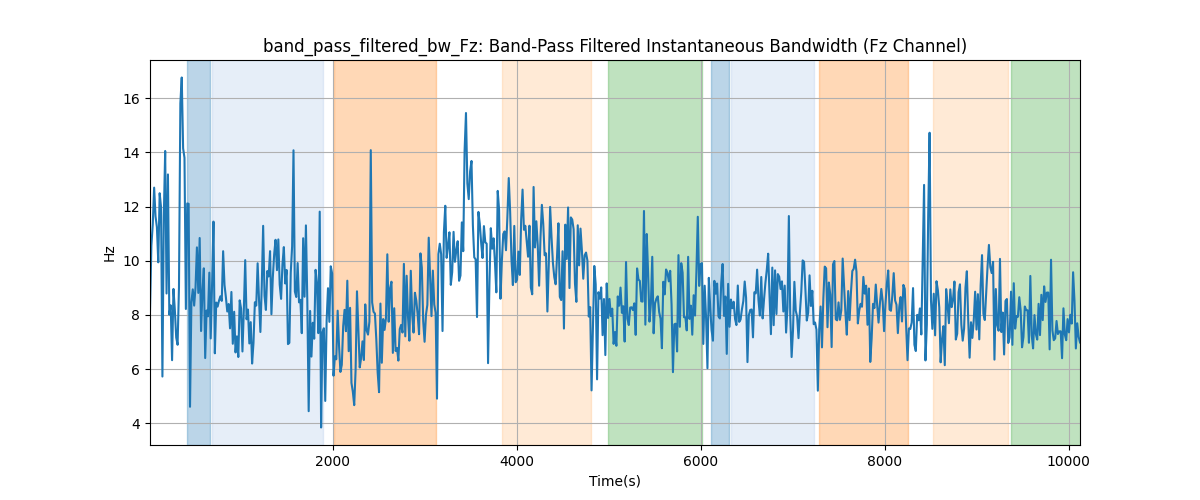 band_pass_filtered_bw_Fz: Band-Pass Filtered Instantaneous Bandwidth (Fz Channel)
16
14
12
10
8
6
4
Hz
2000 4000 6000 8000 10000
Time(s)